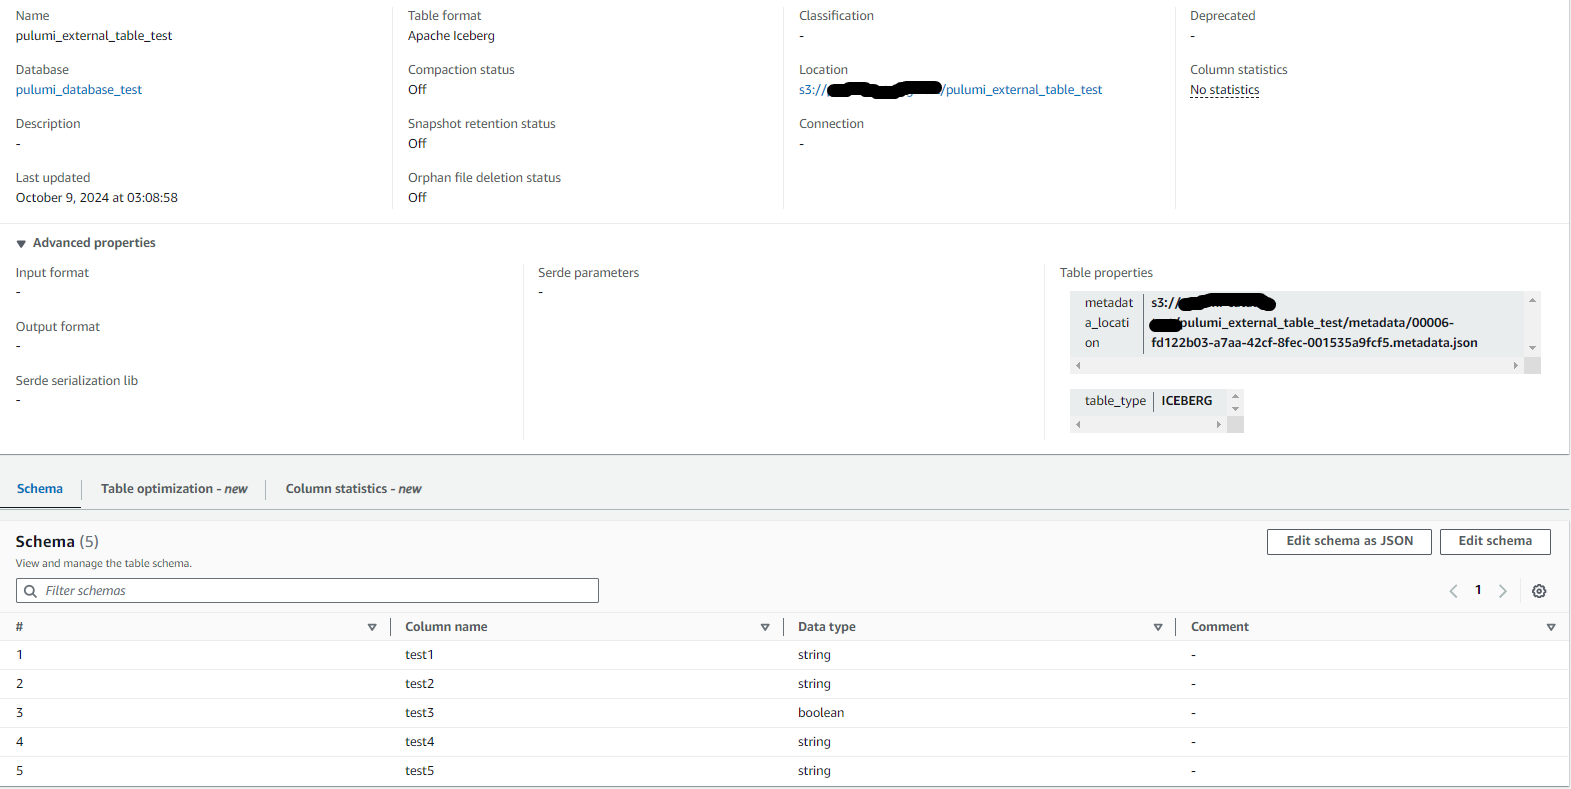 Name
pulumi_external_table_test
Database
pulumi_database_test
Description
-
Last updated
October 9, 2024 at 03:08:58
Table format
Apache Iceberg
Compaction status
Off
Snapshot retention status
Off
Orphan file deletion status
Off
Classification
-
Location
s3:// /pulumi_external_table_test
Connection
-
Deprecated
-
Column statistics
No statistics
Advanced properties
Input format
-
Output format
-
Serde serialization lib
-
Serde parameters
-
Table properties
metadat s3://
a_locati /pulumi_external_table_test/metadata/00006-
on fd122b03-a7aa-42cf-8fec-001535a9fcf5.metadata.json
table_type ICEBERG
Schema Table optimization - new Column statistics - new
Schema (5)
View and manage the table schema.
Edit schema as JSON Edit schema
Filter schemas
1
# Column name Data type Comment
1 test1 string -
2 test2 string -
3 test3 boolean -
4 test4 string -
5 test5 string -